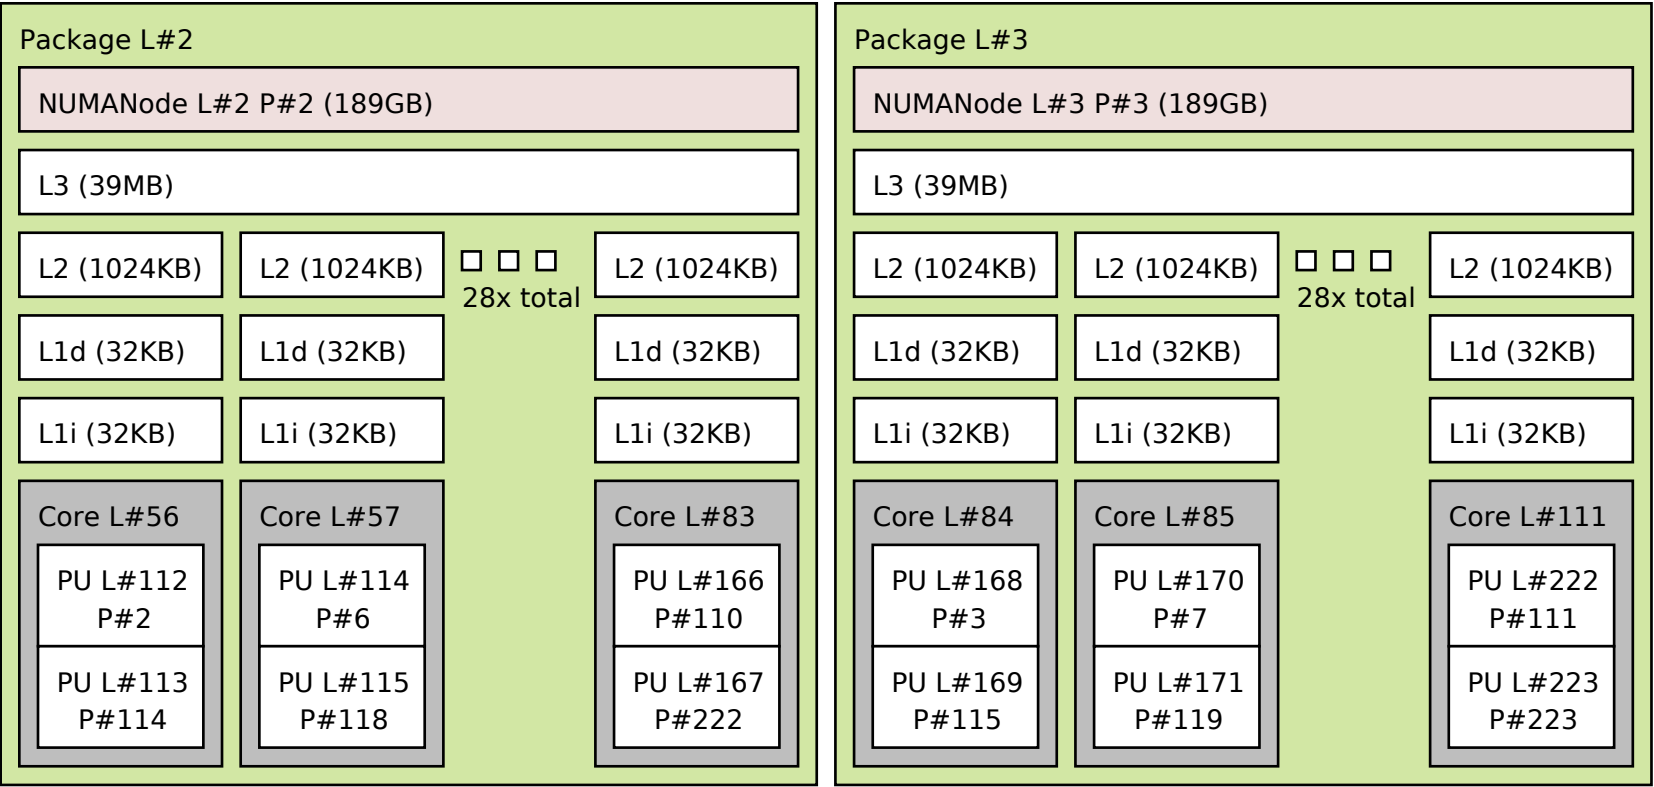 Package L#2
NUMANode L#2 P#2 (189GB)
L3 (39MB)
L2 (1024KB)
L2 (1024KB)
28x total
L2 (1024KB)
L1d (32KB)
L1d (32KB)
L1d (32KB)
L1i (32KB)
L1i (32KB)
L1i (32KB)
Core L#56
PU L#112
P#2
PU L#113
P#114
Core L#57
PU L#114
P#6
PU L#115
P#118
Core L#83
PU L#166
P#110
PU L#167
P#222
Package L#3
NUMANode L#3 P#3 (189GB)
L3 (39MB)
L2 (1024KB)
L2 (1024KB)
28x total
L2 (1024KB)
L1d (32KB)
L1d (32KB)
L1d (32KB)
L1i (32KB)
L1i (32KB)
L1i (32KB)
Core L#84
PU L#168
P#3
PU L#169
P#115
Core L#85
PU L#170
P#7
PU L#171
P#119
Core L#111
PU L#222
P#111
PU L#223
P#223